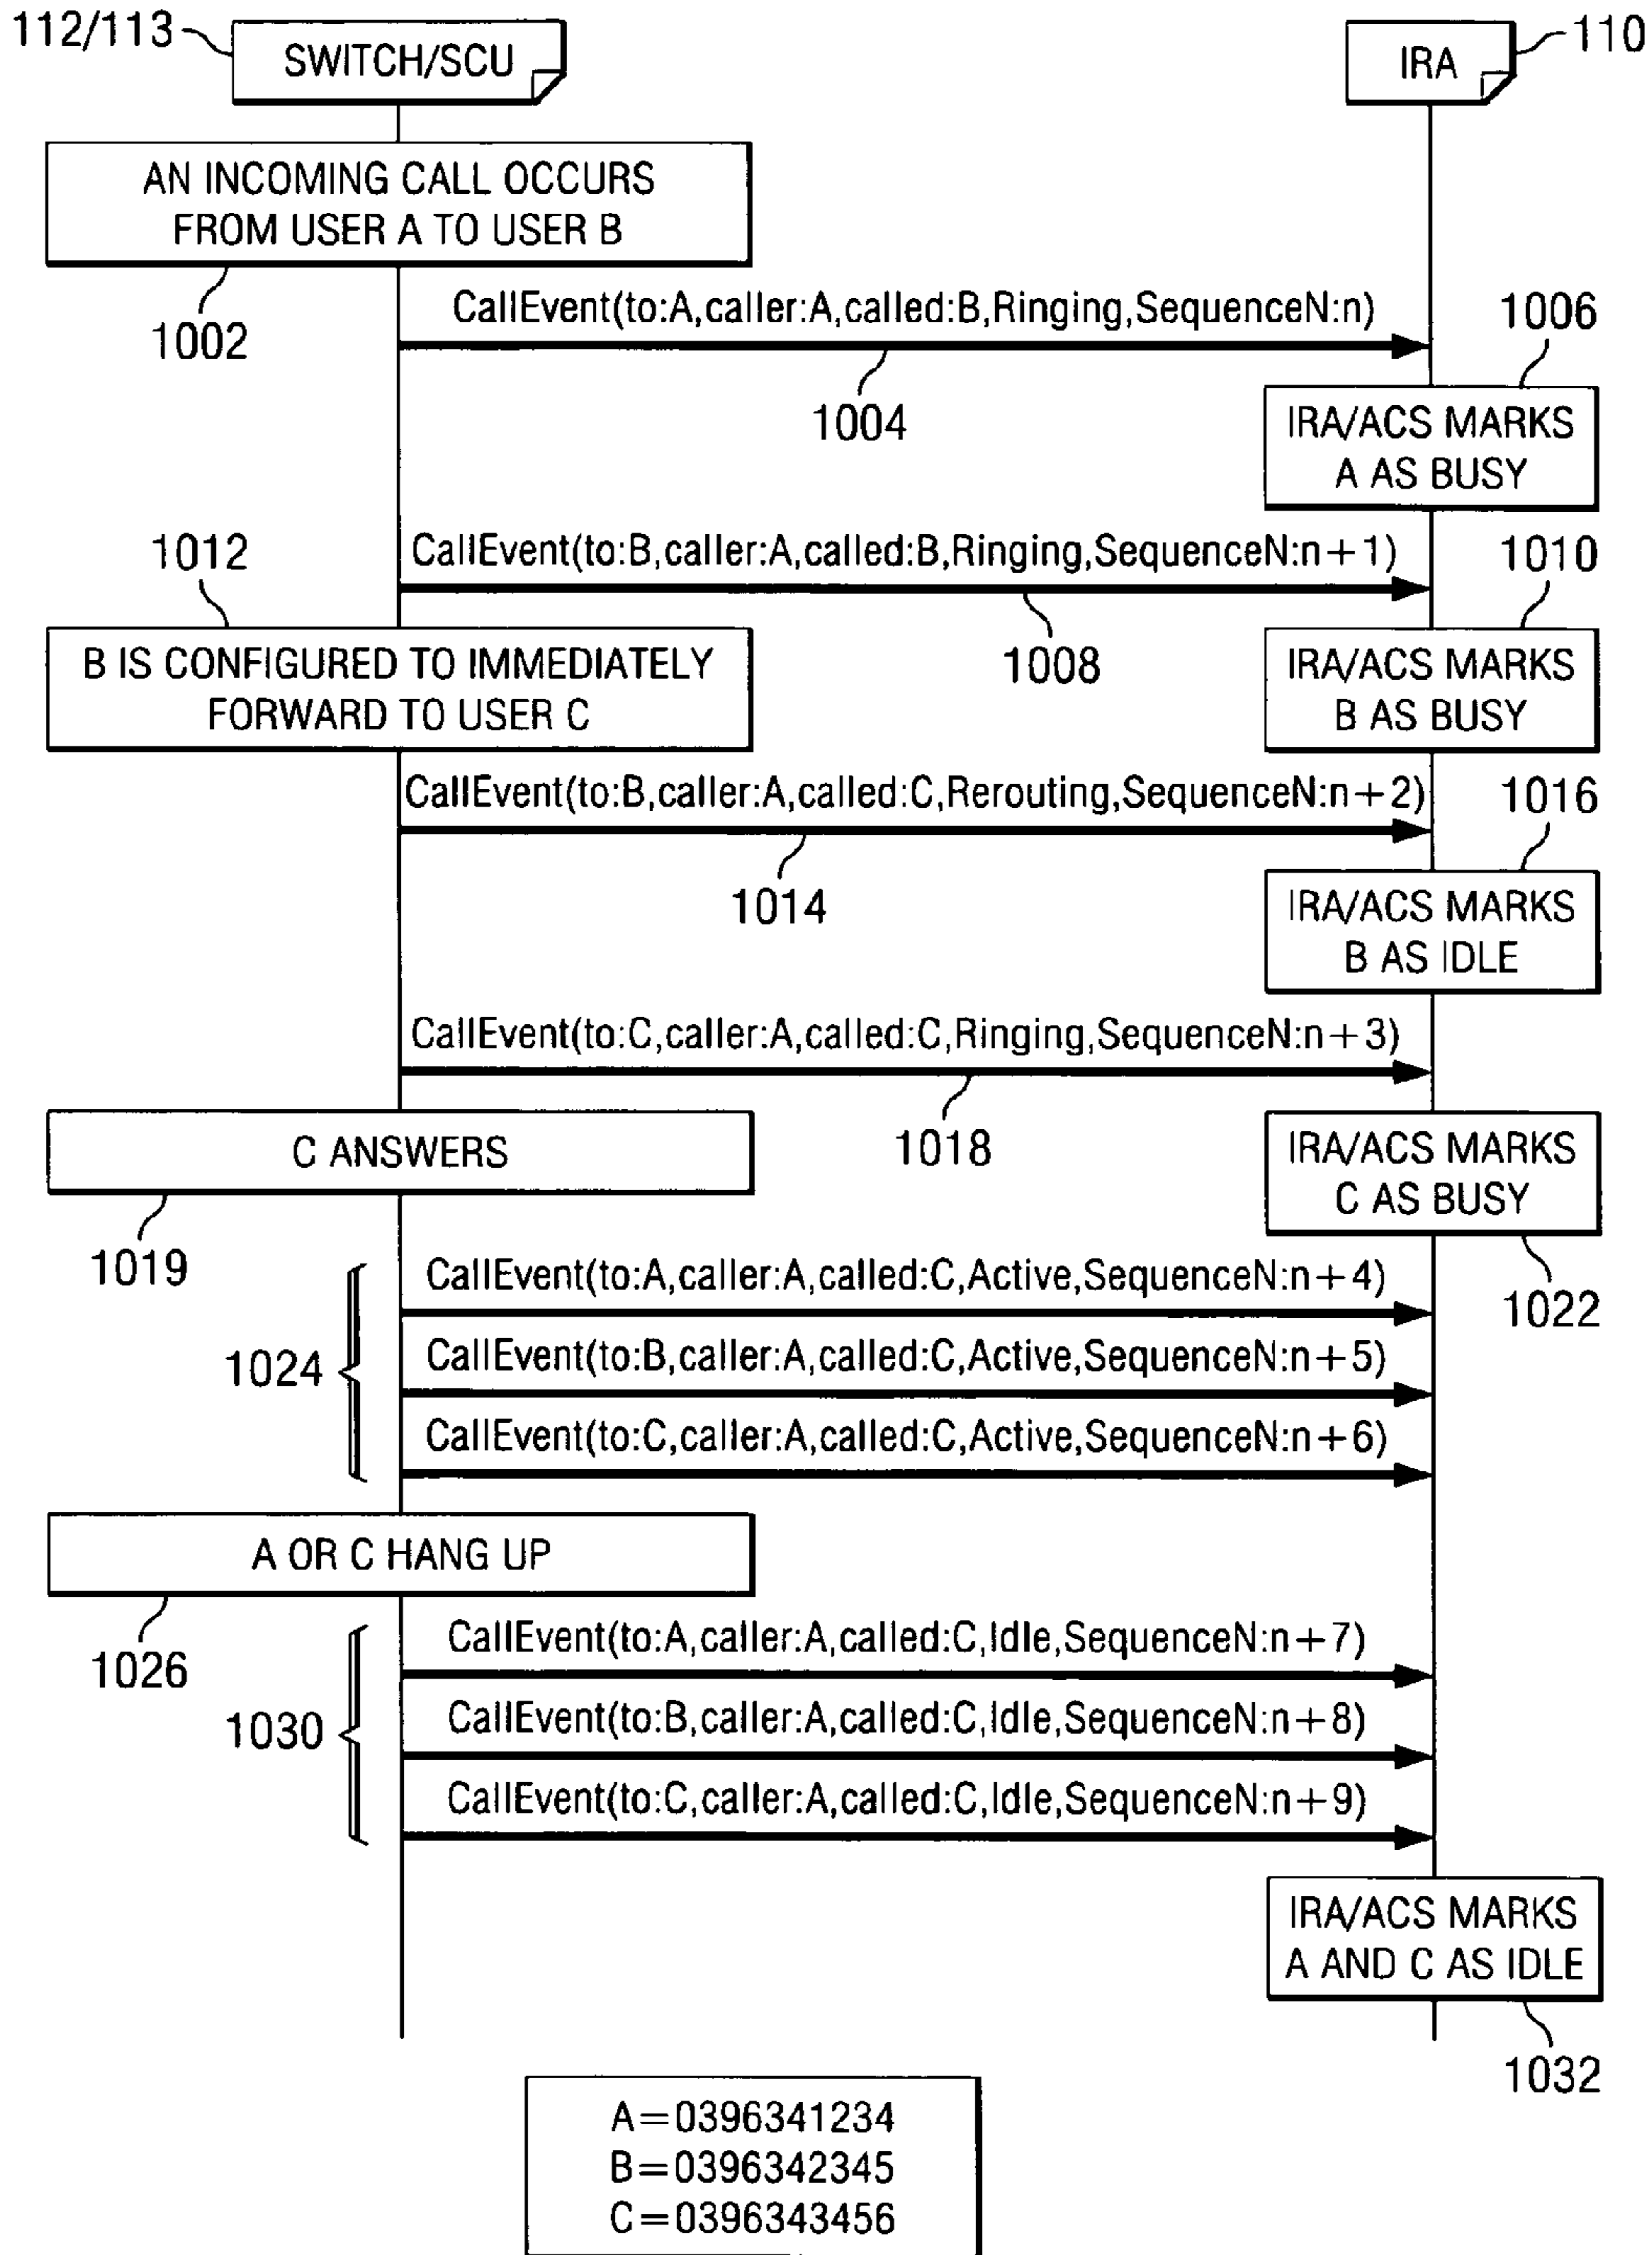 112/113
SWITCH/SCU
IRA
110
AN INCOMING CALL OCCURS
FROM USER A TO USER B
1002
CallEvent(to:A,caller:A,called:B,Ringing,SequenceN:n)
1004
1006
IRA/ACS MARKS
A AS BUSY
1012
CallEvent(to:B,caller:A,called:B,Ringing,SequenceN:n+1)
1008
1010
B IS CONFIGURED TO IMMEDIATELY
FORWARD TO USER C
IRA/ACS MARKS
B AS BUSY
CallEvent(to:B,caller:A,called:C,Rerouting,SequenceN:n+2)
1014
1016
IRA/ACS MARKS
B AS IDLE
CallEvent(to:C,caller:A,called:C,Ringing,SequenceN:n+3)
1018
C ANSWERS
1019
IRA/ACS MARKS
C AS BUSY
1022
1024
CallEvent(to:A,caller:A,called:C,Active,SequenceN:n+4)
CallEvent(to:B,caller:A,called:C,Active,SequenceN:n+5)
CallEvent(to:C,caller:A,called:C,Active,SequenceN:n+6)
A OR C HANG UP
1026
1030
CallEvent(to:A,caller:A,called:C,Idle,SequenceN:n+7)
CallEvent(to:B,caller:A,called:C,Idle,SequenceN:n+8)
CallEvent(to:C,caller:A,called:C,Idle,SequenceN:n+9)
IRA/ACS MARKS
A AND C AS IDLE
1032
A=0396341234
B=0396342345
C=0396343456